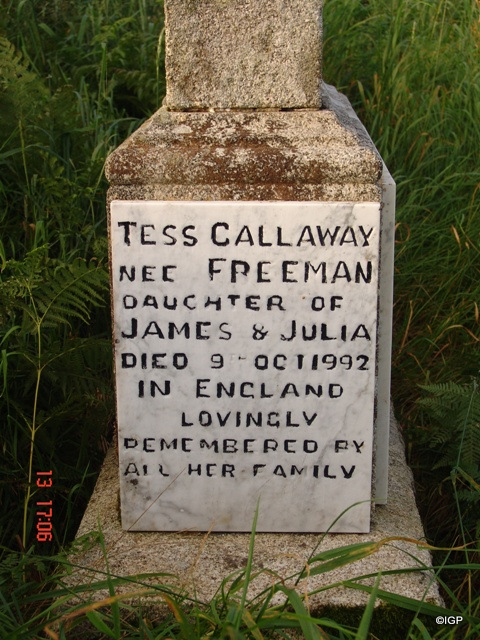 TESS CALLAWAY
NEE FREEMAN
DAUGHTER OF
JAMES & JULIA
DIED 9TH OCT 1992
IN ENGLAND
LOVINGLY
REMEMBERED BY
ALL HER FAMILY
13 17:06
©IGP